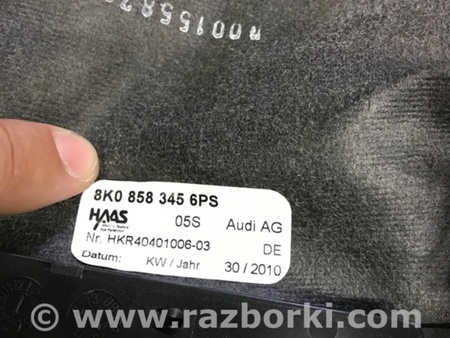 8K0 858 345 6PS
HAAS 05S Audi AG
Nr. HKR40401006-03 DE
Datum: KW / Jahr 30 / 2010
© www.razborki.com